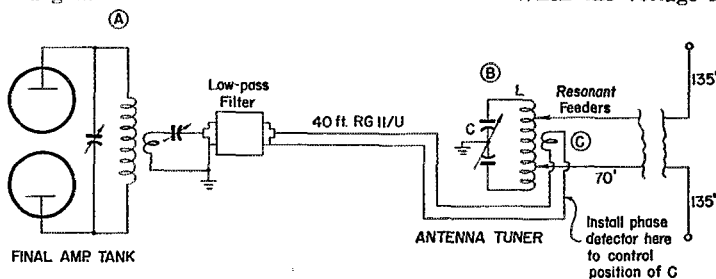 Ⓐ
135'
Low-pass
Filter
Ⓑ
L
Resonant
Feeders
40 ft. RG 11/U
C
Ⓒ
70'
135'
Install phase
detector here
to control
position of C
FINAL AMP. TANK
ANTENNA TUNER